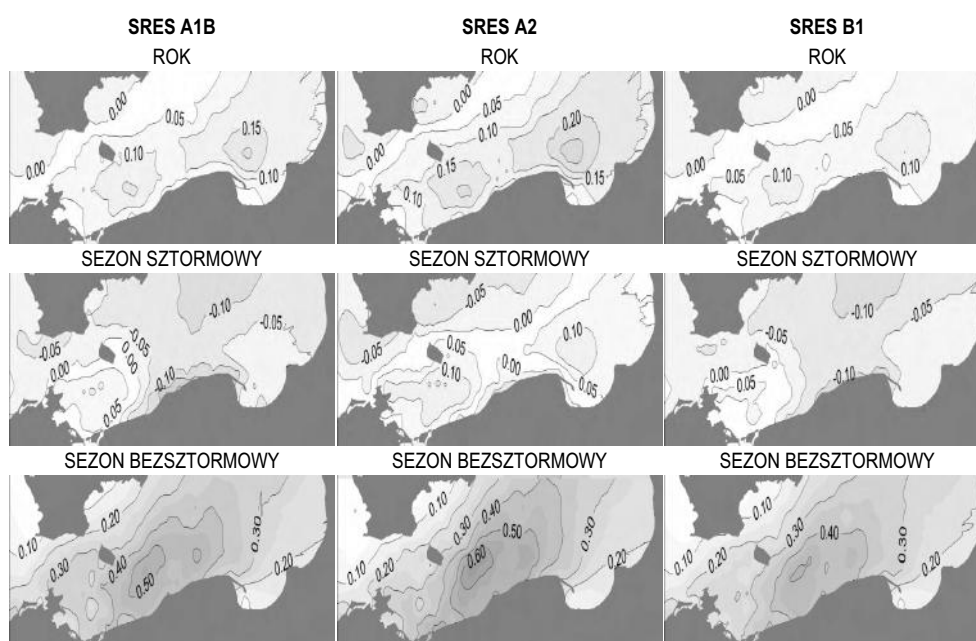 SRES A1B SRES A2 SRES B1
ROK ROK ROK
0.00 0.05 0.15 0.10 0.00 0.10
0.00 0.05 0.10 0.20 0.15 0.00 0.10 0.15
0.00 0.05 0.10 0.00 0.05 0.10
SEZON SZTORMOWY SEZON SZTORMOWY SEZON SZTORMOWY
-0.10 -0.05 -0.05 -0.05 0.00 0.00 -0.10 0.05
-0.05 0.00 0.10 -0.05 0.05 0.00 0.10 0.05
-0.10 -0.05 -0.05 0.00 0.05 -0.10
SEZON BEZSZTORMOWY SEZON BEZSZTORMOWY SEZON BEZSZTORMOWY
0.10 0.20 0.10 0.30 0.40 0.50 0.30 0.20
0.10 0.30 0.40 0.50 0.10 0.20 0.60 0.30 0.20
0.10 0.30 0.40 0.10 0.20 0.30 0.20